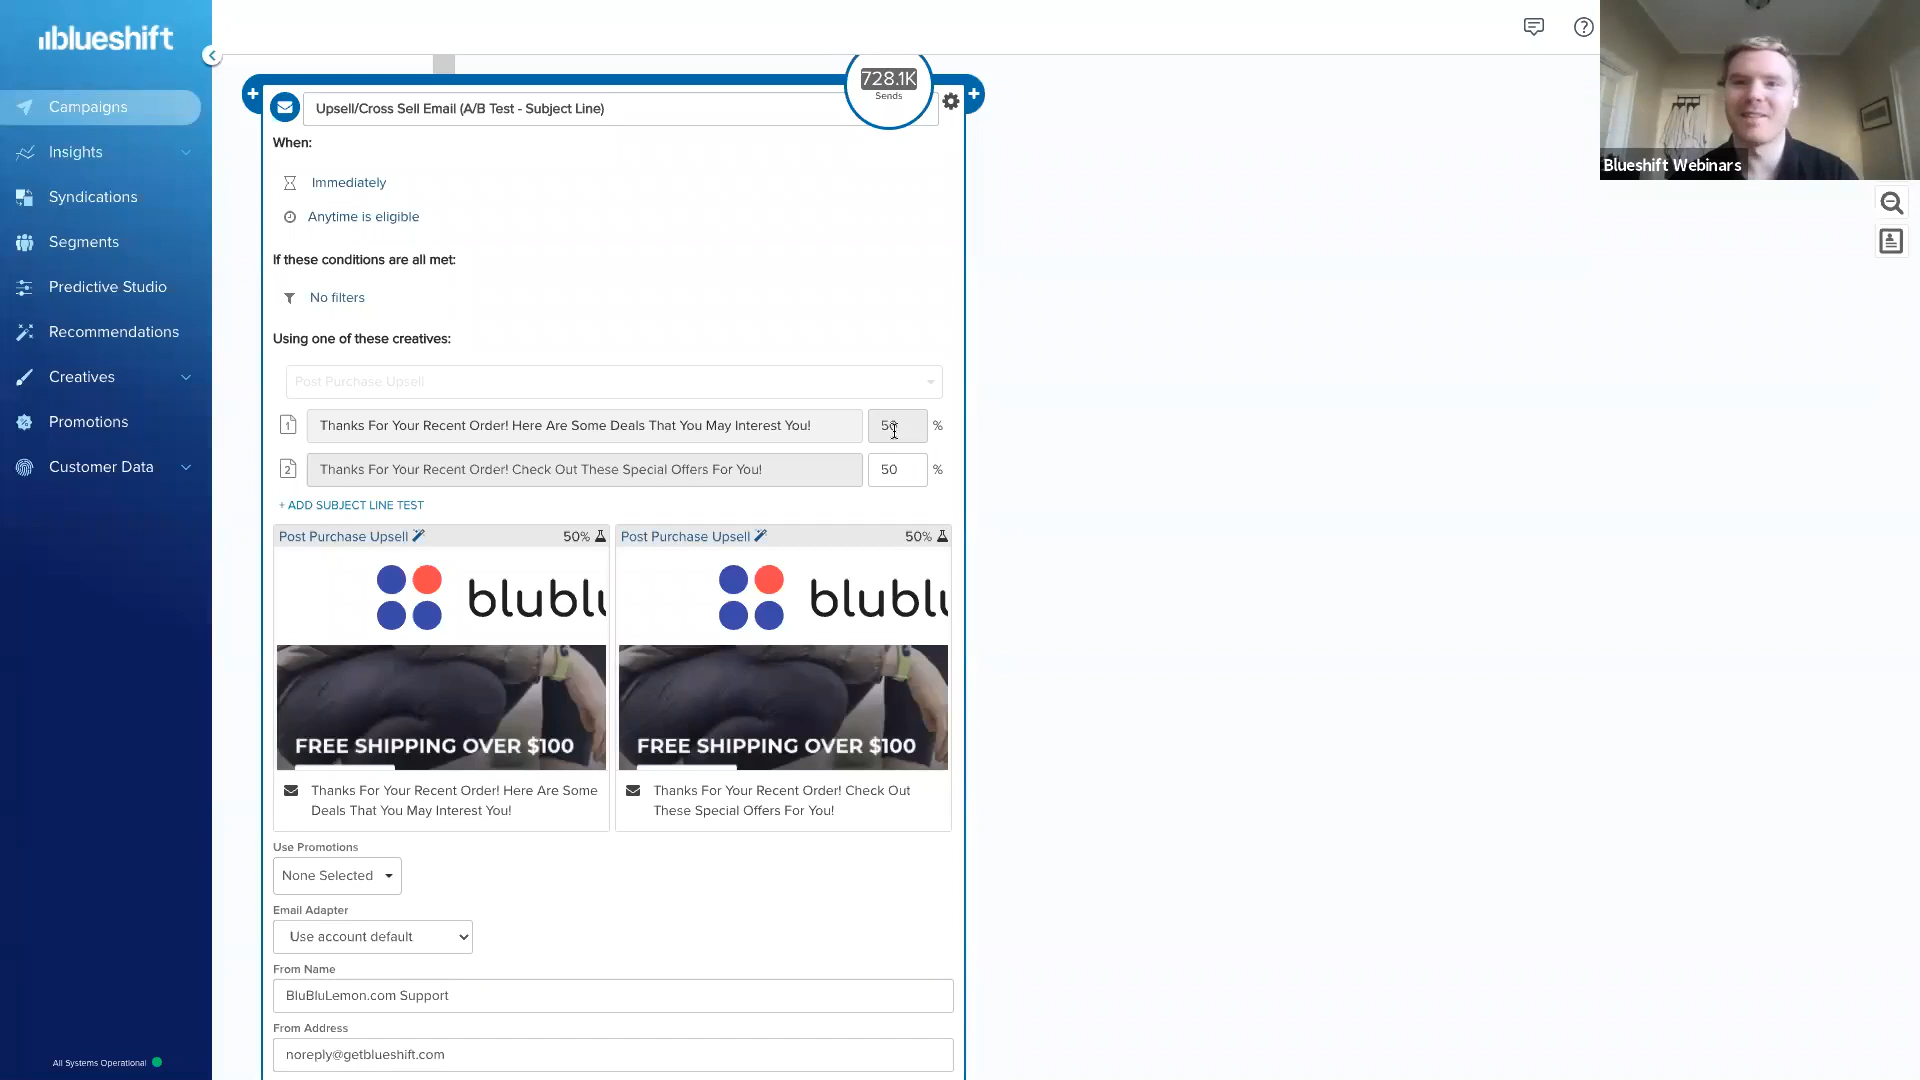 blueshift
Campaigns
Insights
Syndications
Segments
Predictive Studio
Recommendations
Creatives
Promotions
Customer Data
All Systems Operational
728.1K
Sends
Upsell/Cross Sell Email (A/B Test - Subject Line)
When:
Immediately
Anytime is eligible
If these conditions are all met:
No filters
Using one of these creatives:
Post Purchase Upsell
1 Thanks For Your Recent Order! Here Are Some Deals That You May Interest You! 50 %
2 Thanks For Your Recent Order! Check Out These Special Offers For You! 50 %
+ ADD SUBJECT LINE TEST
Post Purchase Upsell 50%
blublu
FREE SHIPPING OVER $100
Thanks For Your Recent Order! Here Are Some
Deals That You May Interest You!
Post Purchase Upsell 50%
blublu
FREE SHIPPING OVER $100
Thanks For Your Recent Order! Check Out
These Special Offers For You!
Use Promotions
None Selected
Email Adapter
Use account default
From Name
BluBluLemon.com Support
From Address
noreply@getblueshift.com
Blueshift Webinars